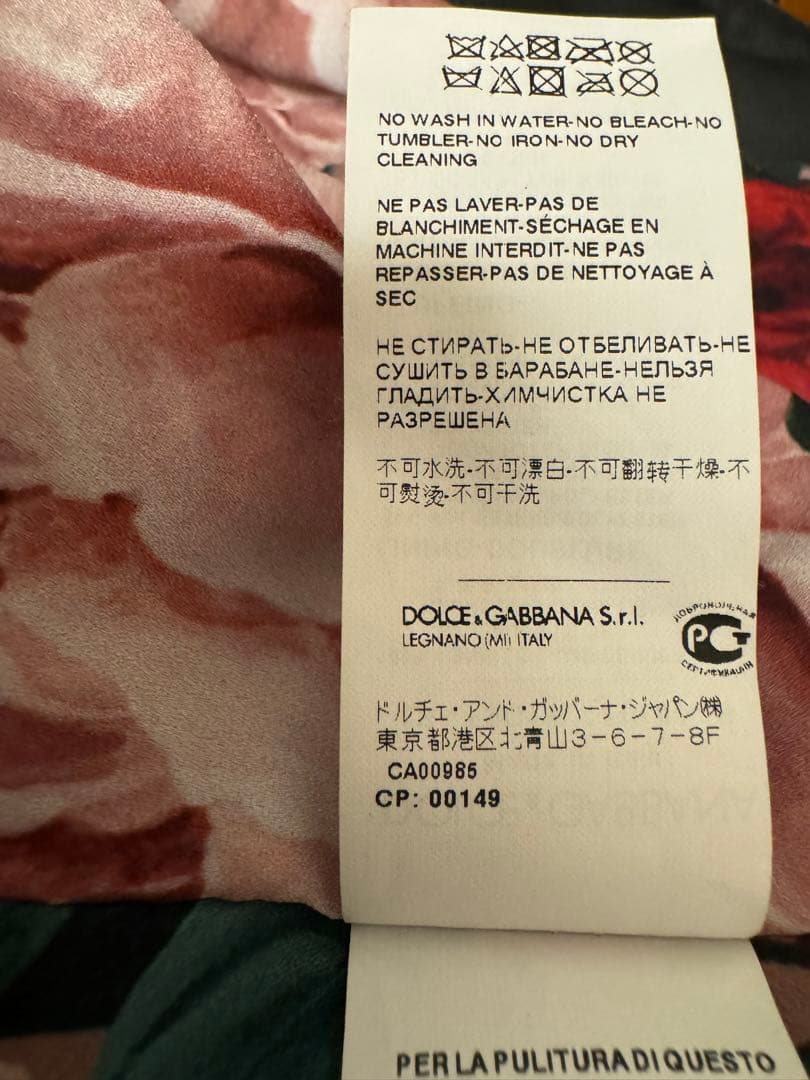 NO WASH IN WATER-NO BLEACH-NO
TUMBLER-NO IRON-NO DRY
CLEANING
NE PAS LAVER-PAS DE
BLANCHIMENT-SÉCHAGE EN
MACHINE INTERDIT-NE PAS
REPASSER-PAS DE NETTOYAGE À
SEC
НЕ СТИРАТЬ-НЕ ОТБЕЛИВАТЬ-НЕ
СУШИТЬ В БАРАБАНЕ-НЕЛЬЗЯ
ГЛАДИТЬ-ХИМЧИСТКА НЕ
РАЗРЕШЕНА
不可水洗-不可漂白-不可翻转干燥-不
可熨烫-不可干洗
DOLCE & GABBANA S.r.l.
LEGNANO (MI) ITALY
ДОБРОВОЛЬНАЯ
РСТ
СЕРТИФИКАЦИЯ
ドルチェ・アンド・ガッバーナ・ジャパン㈱
東京都港区北青山3-6-7-8F
CA00985
CP: 00149
PER LA PULITURA DI QUESTO